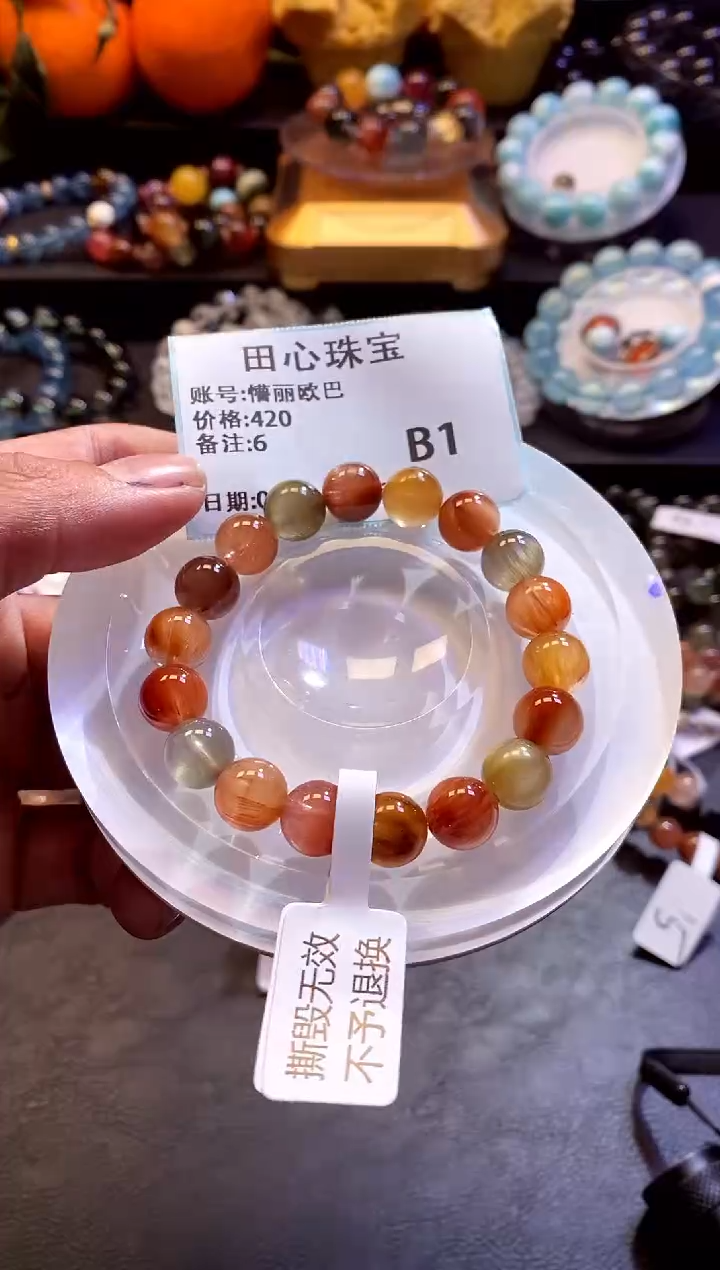 田心珠宝
账号:懵丽欧巴
价格:420
备注:6
B1
日期:0
撕毁无效
不予退换